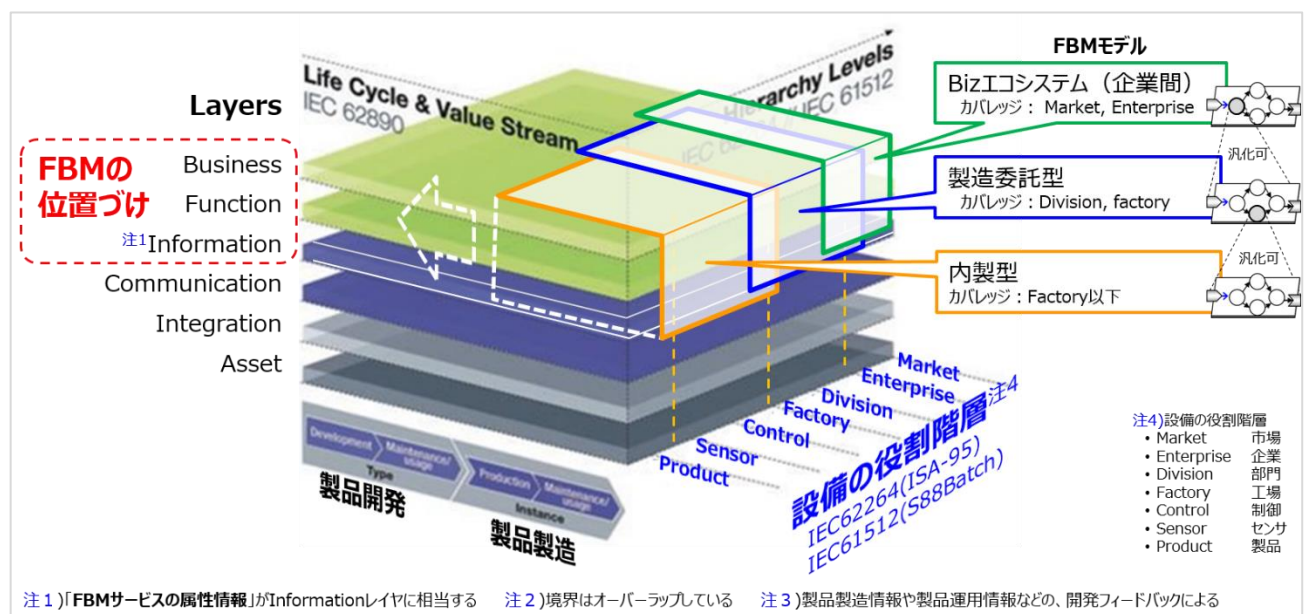 FBMモデル
Life Cycle & Value Stream
IEC 62890
Hierarchy Levels
IEC 61512
Layers
FBMの
位置づけ
Business
Function
注1 Information
Communication
Integration
Asset
Bizエコシステム（企業間）
カバレッジ： Market, Enterprise
汎化可
製造委託型
カバレッジ：Division, factory
汎化可
内製型
カバレッジ：Factory以下
Market
Enterprise
Division
Factory
Control
Sensor
Product
設備の役割階層注4
IEC62264(ISA-95)
IEC61512(S88Batch)
Development
Maintenance/
usage
Type
Production
Maintenance/
usage
Instance
製品開発
製品製造
注4)設備の役割階層
• Market 市場
• Enterprise 企業
• Division 部門
• Factory 工場
• Control 制御
• Sensor センサ
• Product 製品
注１)「FBMサービスの属性情報」がInformationレイヤに相当する 注２)境界はオーバーラップしている 注３)製品製造情報や製品運用情報などの、開発フィードバックによる